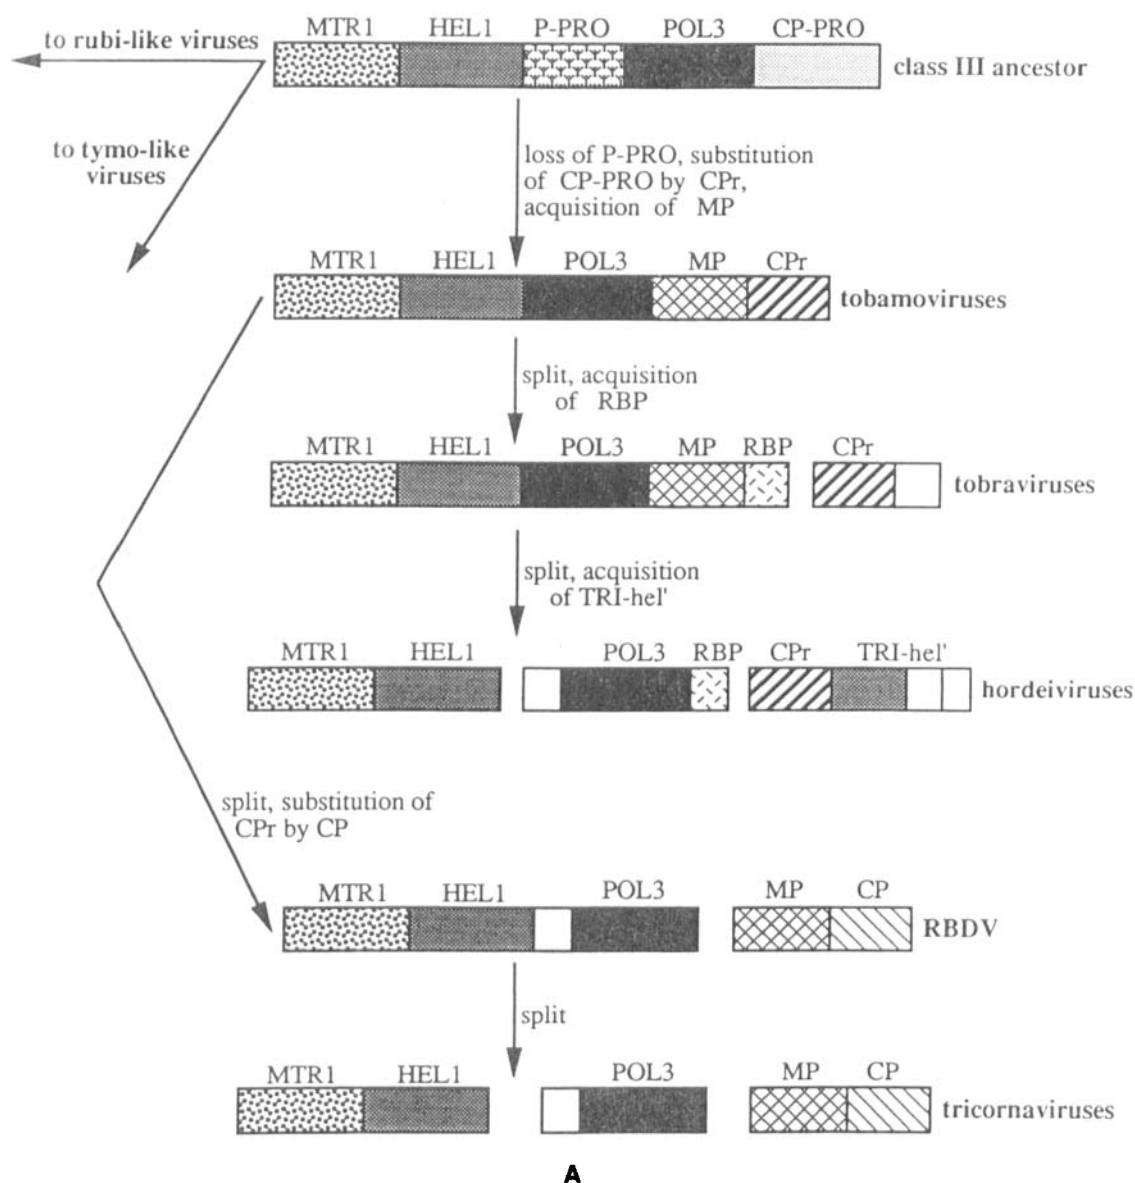 MTR1 HEL1 P-PRO POL3 CP-PRO
to rubi-like viruses
class III ancestor
to tymo-like
viruses
loss of P-PRO, substitution
of CP-PRO by CPr,
acquisition of MP
MTR1 HEL1 POL3 MP CPr
tobamoviruses
split, acquisition
of RBP
MTR1 HEL1 POL3 MP RBP CPr
tobraviruses
split, acquisition
of TRI-hel'
MTR1 HEL1 POL3 RBP CPr TRI-hel'
hordeiviruses
split, substitution of
CPr by CP
MTR1 HEL1 POL3 MP CP
RBDV
split
MTR1 HEL1 POL3 MP CP
tricornaviruses
A